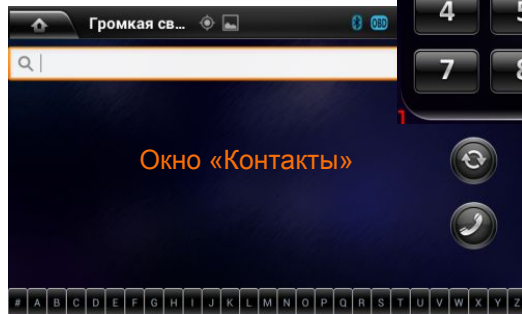 Громкая св...
OBD
4 5
7 8
1
Окно «Контакты»
# A B C D E F G H I J K L M N O P Q R S T U V W X Y Z